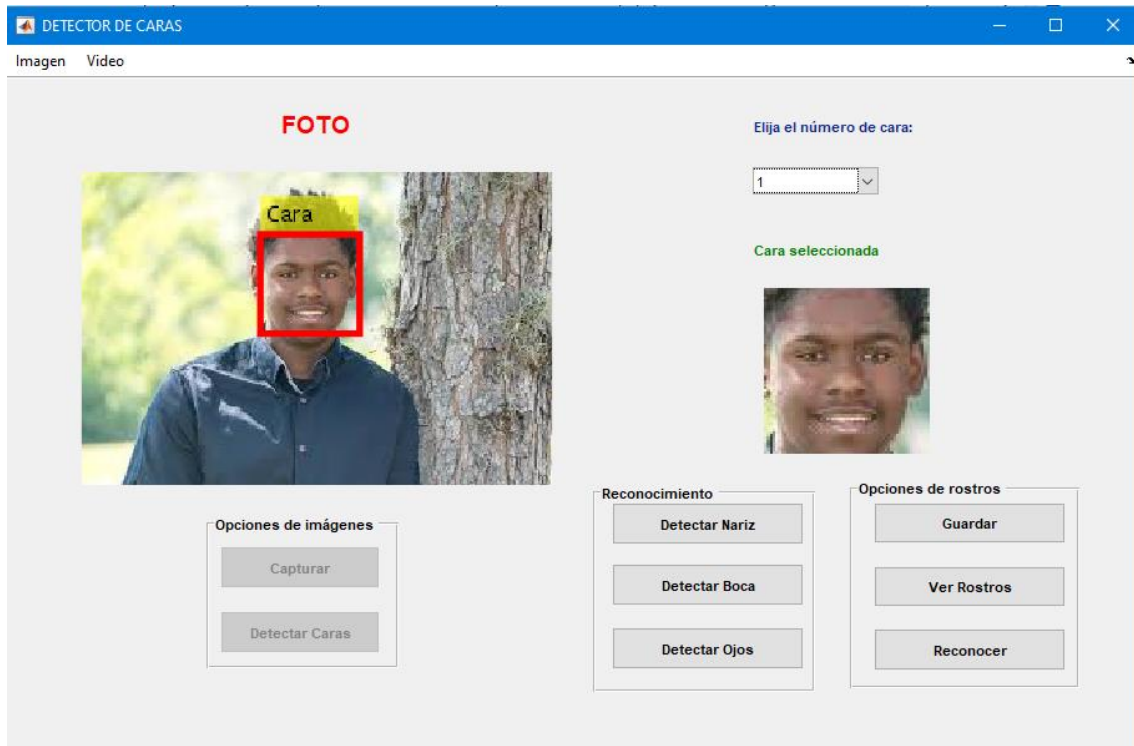 DETECTOR DE CARAS
Imagen Video
FOTO
Cara
Elija el número de cara:
1
Cara seleccionada
Opciones de imágenes
Capturar
Detectar Caras
Reconocimiento
Detectar Nariz
Detectar Boca
Detectar Ojos
Opciones de rostros
Guardar
Ver Rostros
Reconocer